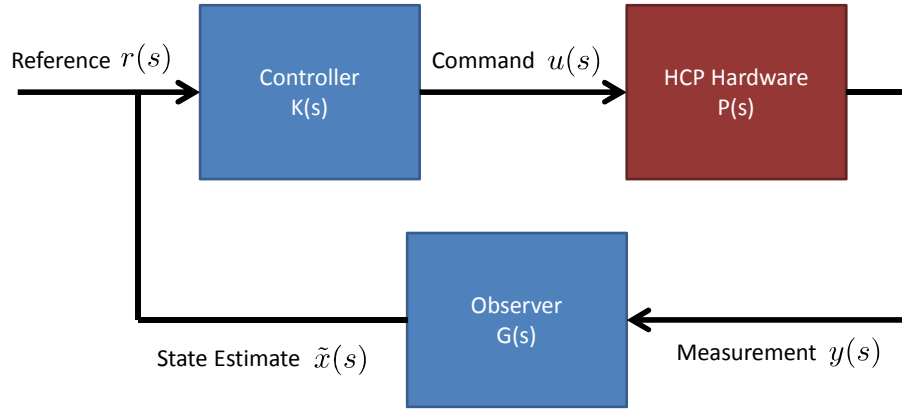 Reference r(s)
Controller
K(s)
Command u(s)
HCP Hardware
P(s)
Observer
G(s)
State Estimate x̃(s)
Measurement y(s)